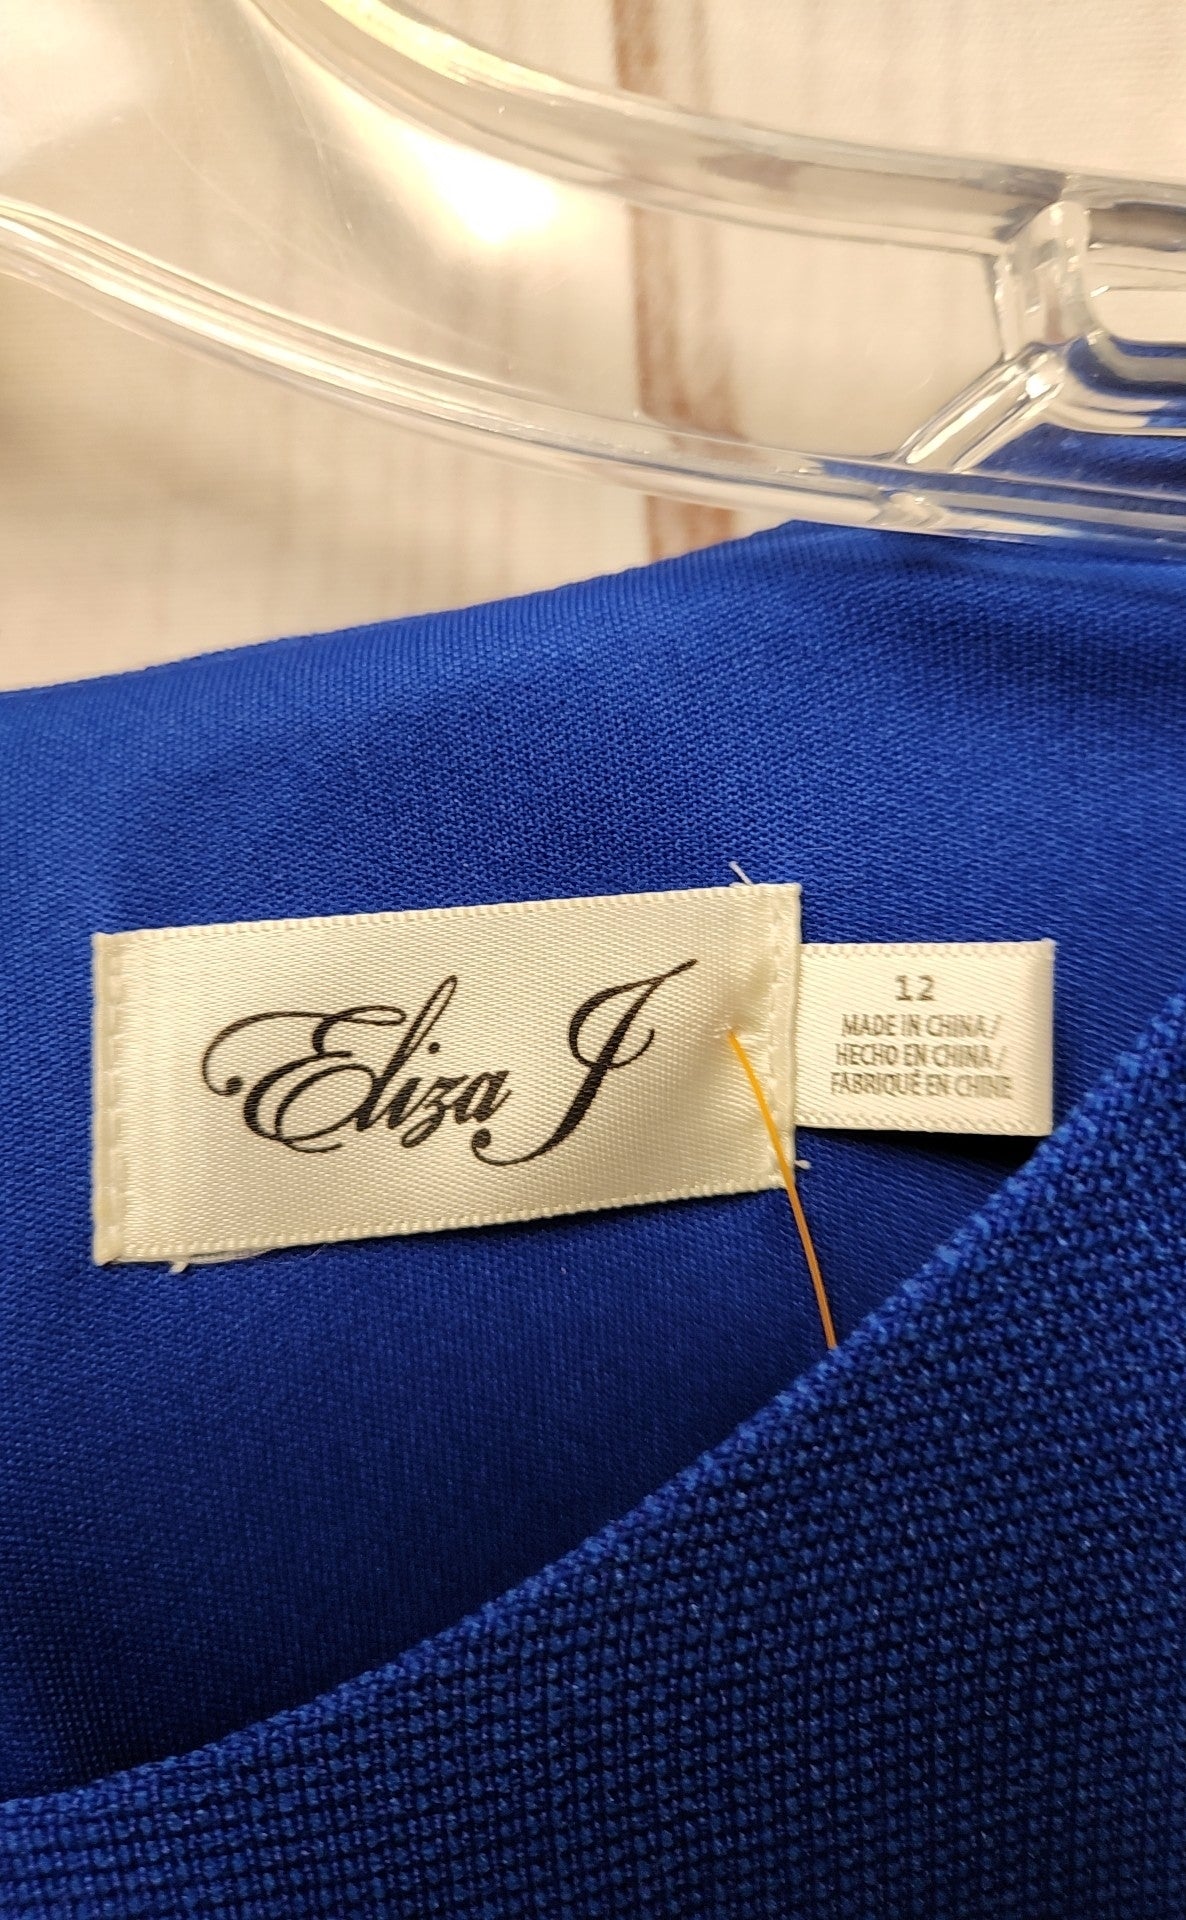 Eliza J
12
MADE IN CHINA/
HECHO EN CHINA/
FABRIQUÉ EN CHINE